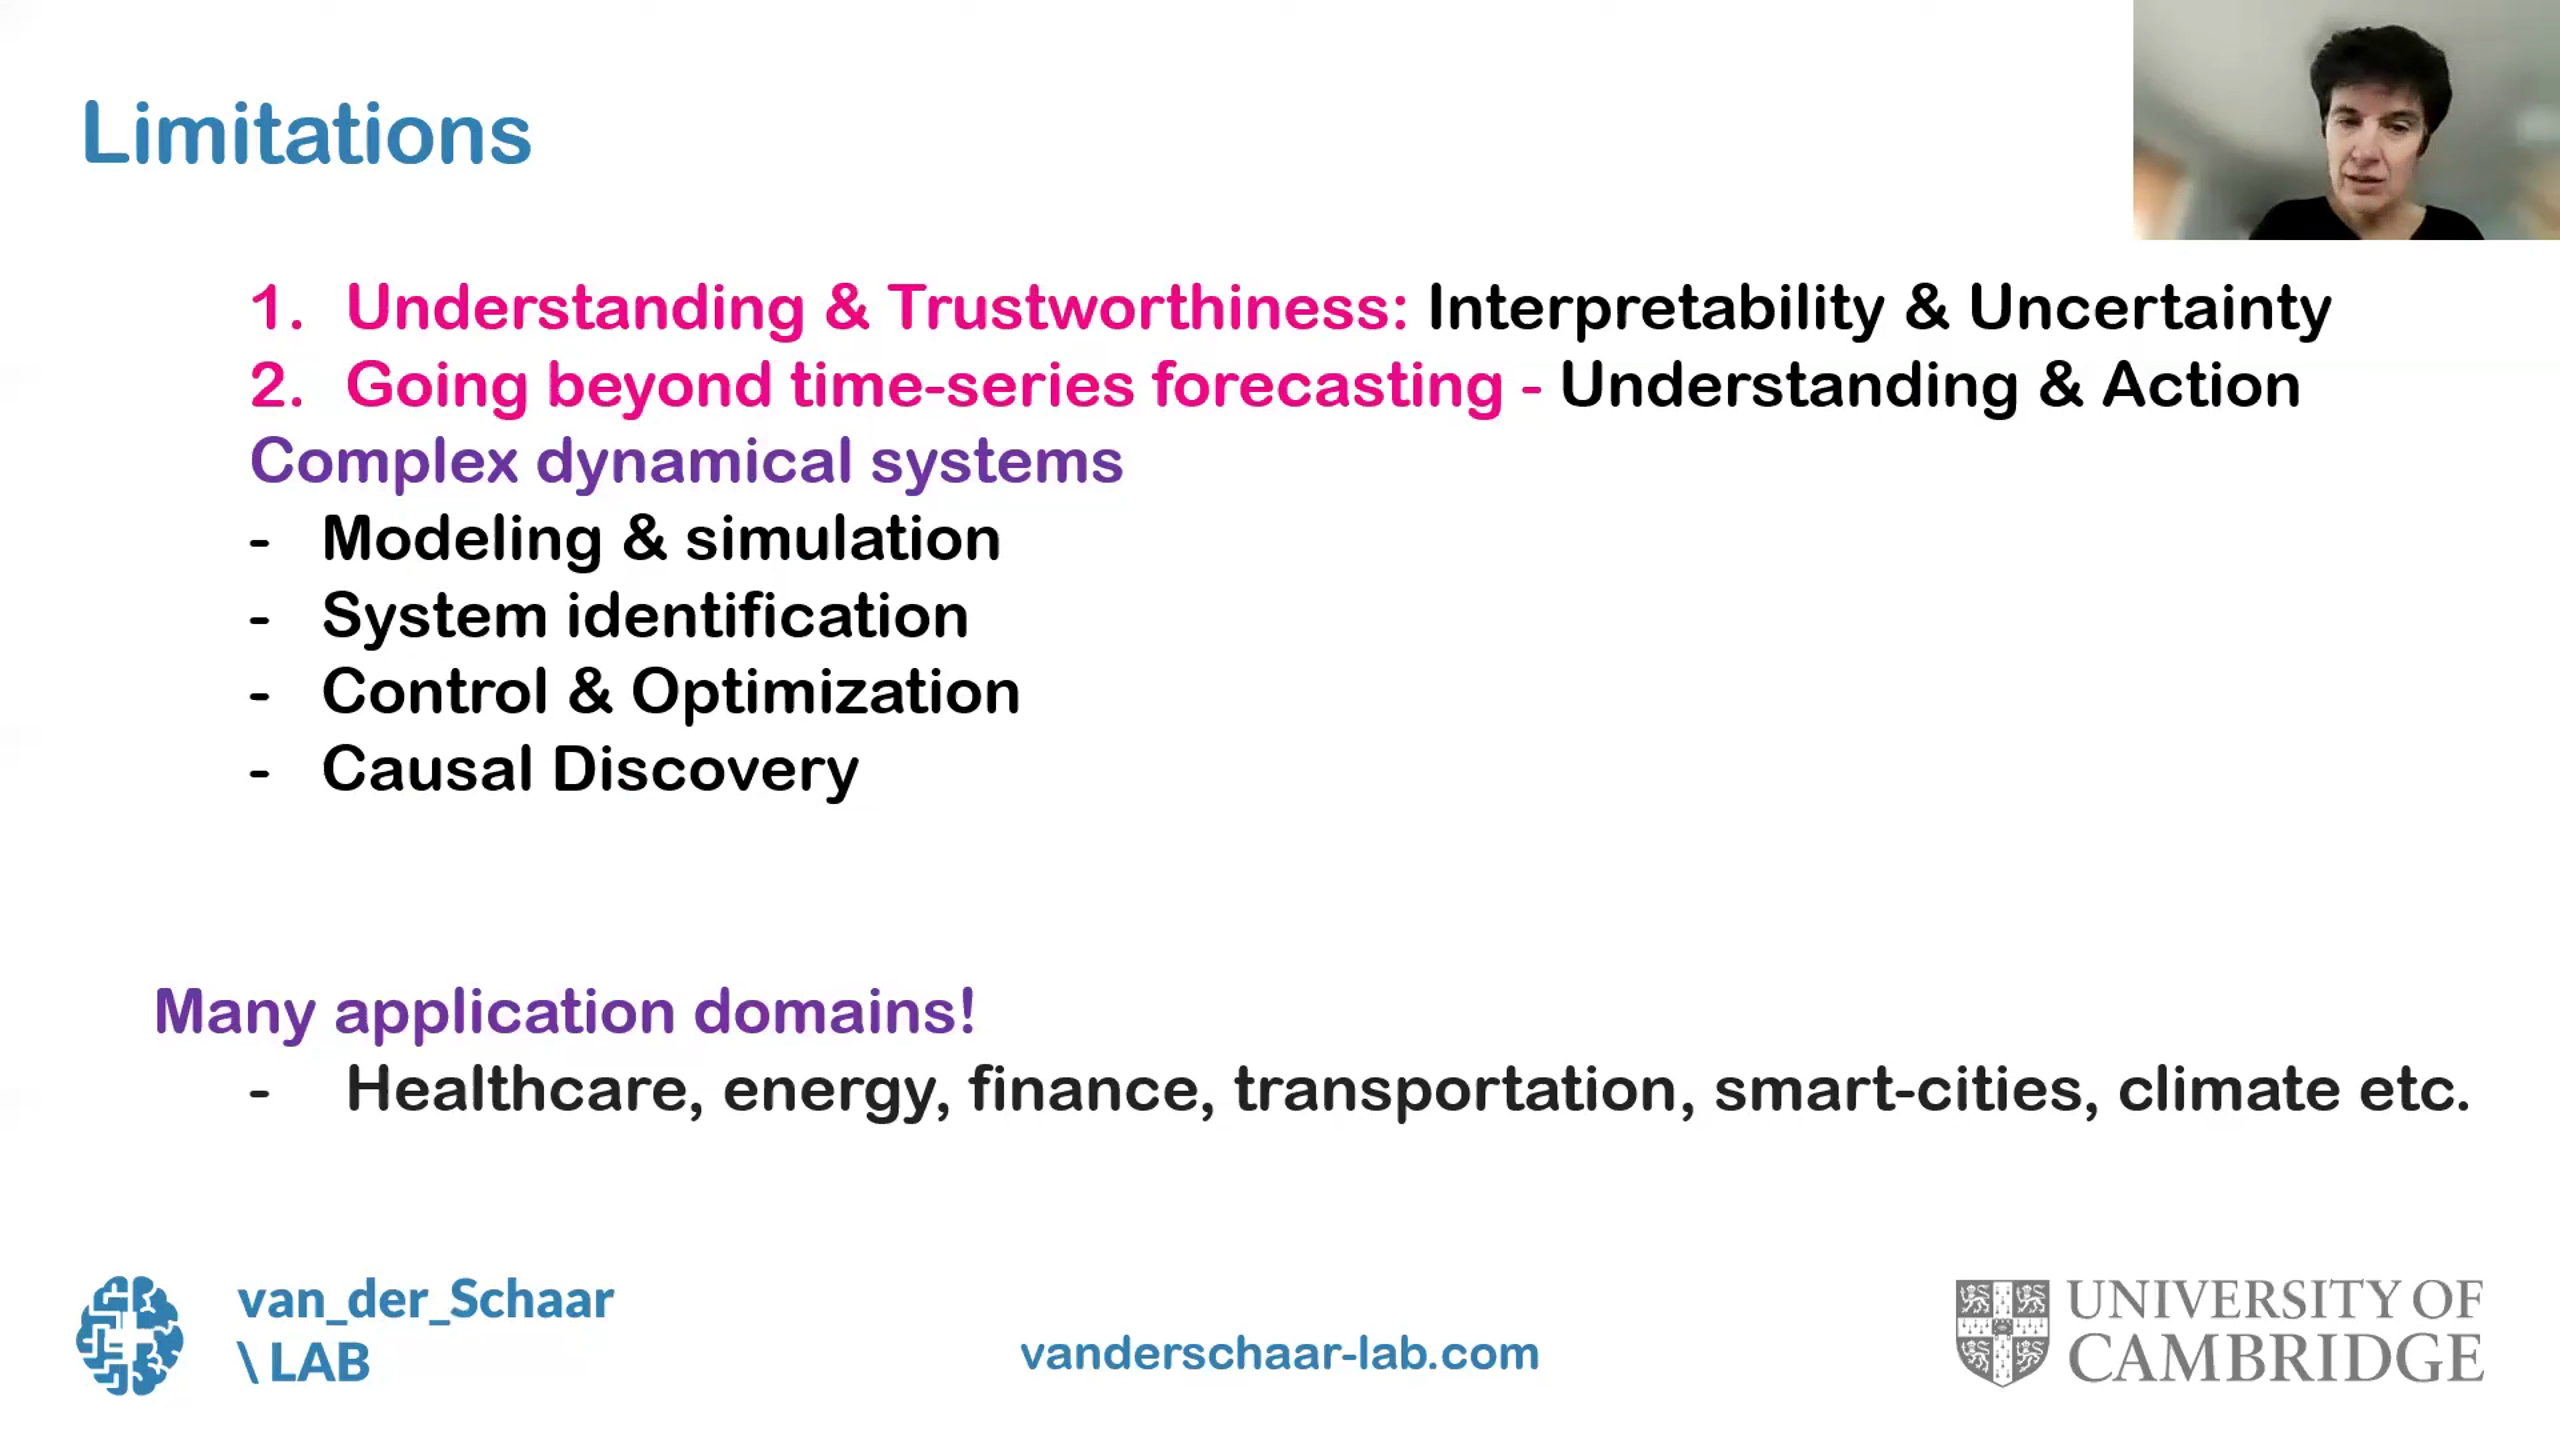 Limitations
1. Understanding & Trustworthiness: Interpretability & Uncertainty
2. Going beyond time-series forecasting - Understanding & Action
Complex dynamical systems
- Modeling & simulation
- System identification
- Control & Optimization
- Causal Discovery
Many application domains!
- Healthcare, energy, finance, transportation, smart-cities, climate etc.
van_der_Schaar
\ LAB
vanderschaar-lab.com
UNIVERSITY OF
CAMBRIDGE